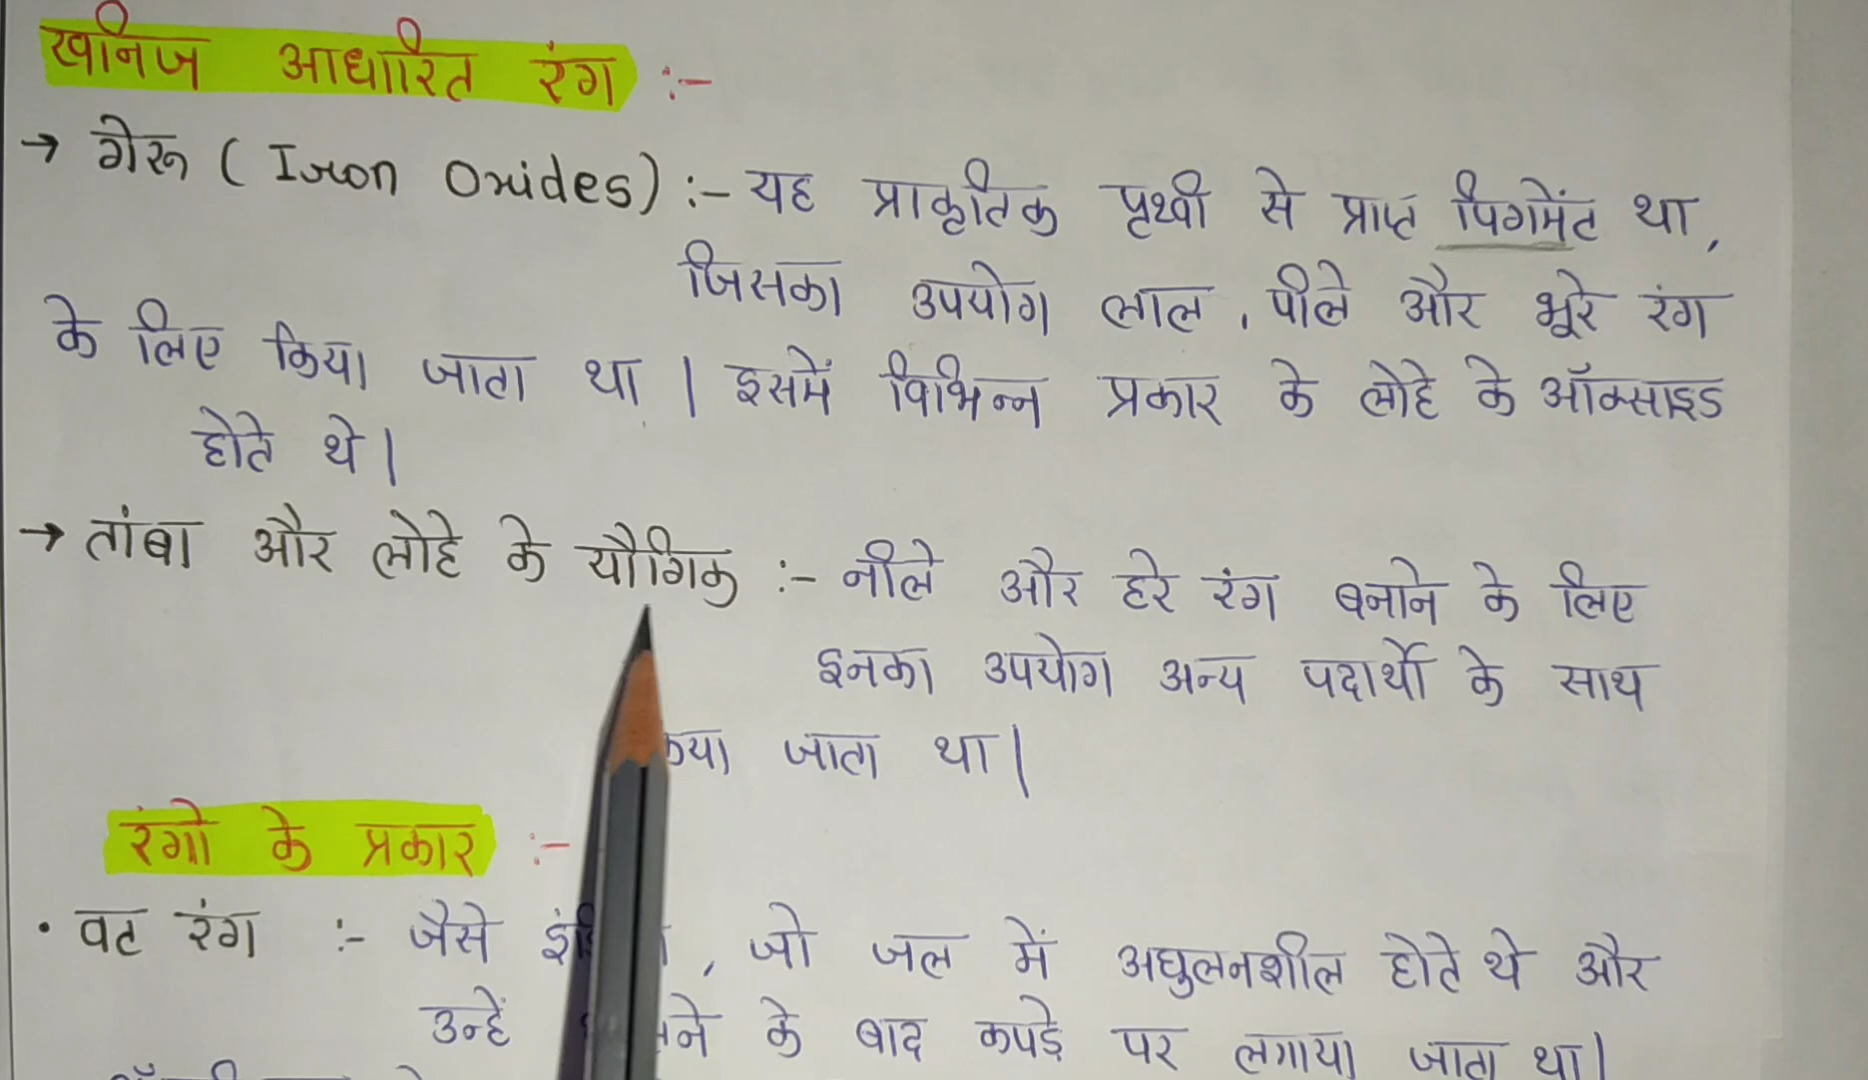 खनिज आधारित रंग :-
→ गेरू ( Iron Oxides) :- यह प्राकृतिक पृथ्वी से प्राप्त पिगमेंट था,
जिसका उपयोग लाल, पीले और भूरे रंग
के लिए किया जाता था। इसमें विभिन्न प्रकार के लोहे के ऑक्साइड
होते थे।
→ तांबा और लोहे के यौगिक :- नीले और हरे रंग बनाने के लिए
इनका उपयोग अन्य पदार्थो के साथ
जाता था।
रंगो के प्रकार :-
• वट रंग :- जैसे , जो जल में अघुलनशील होते थे और
उन्हें के बाद कपड़े पर लगाया जाता था।